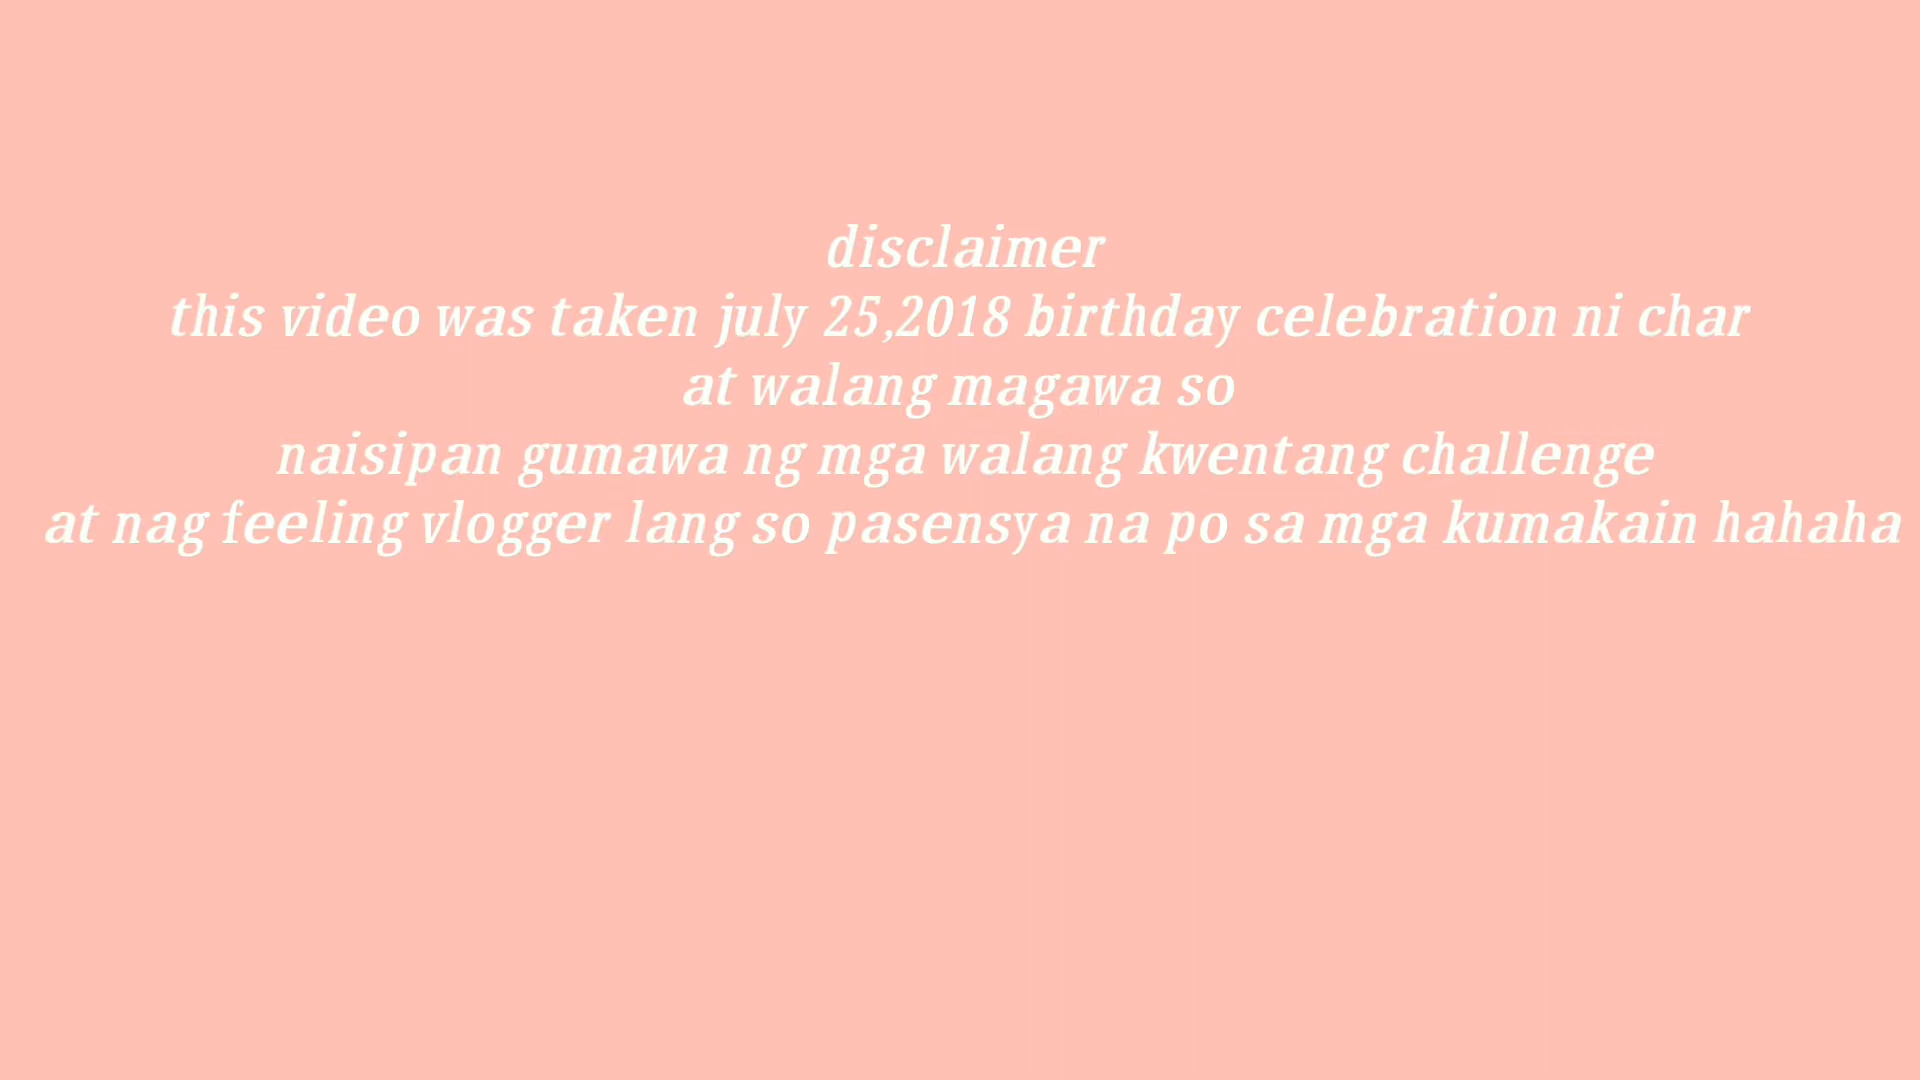 disclaimer
this video was taken july 25,2018 birthday celebration ni char
at walang magawa so
naisipan gumawa ng mga walang kwentang challenge
at nag feeling vlogger lang so pasensya na po sa mga kumakain hahaha